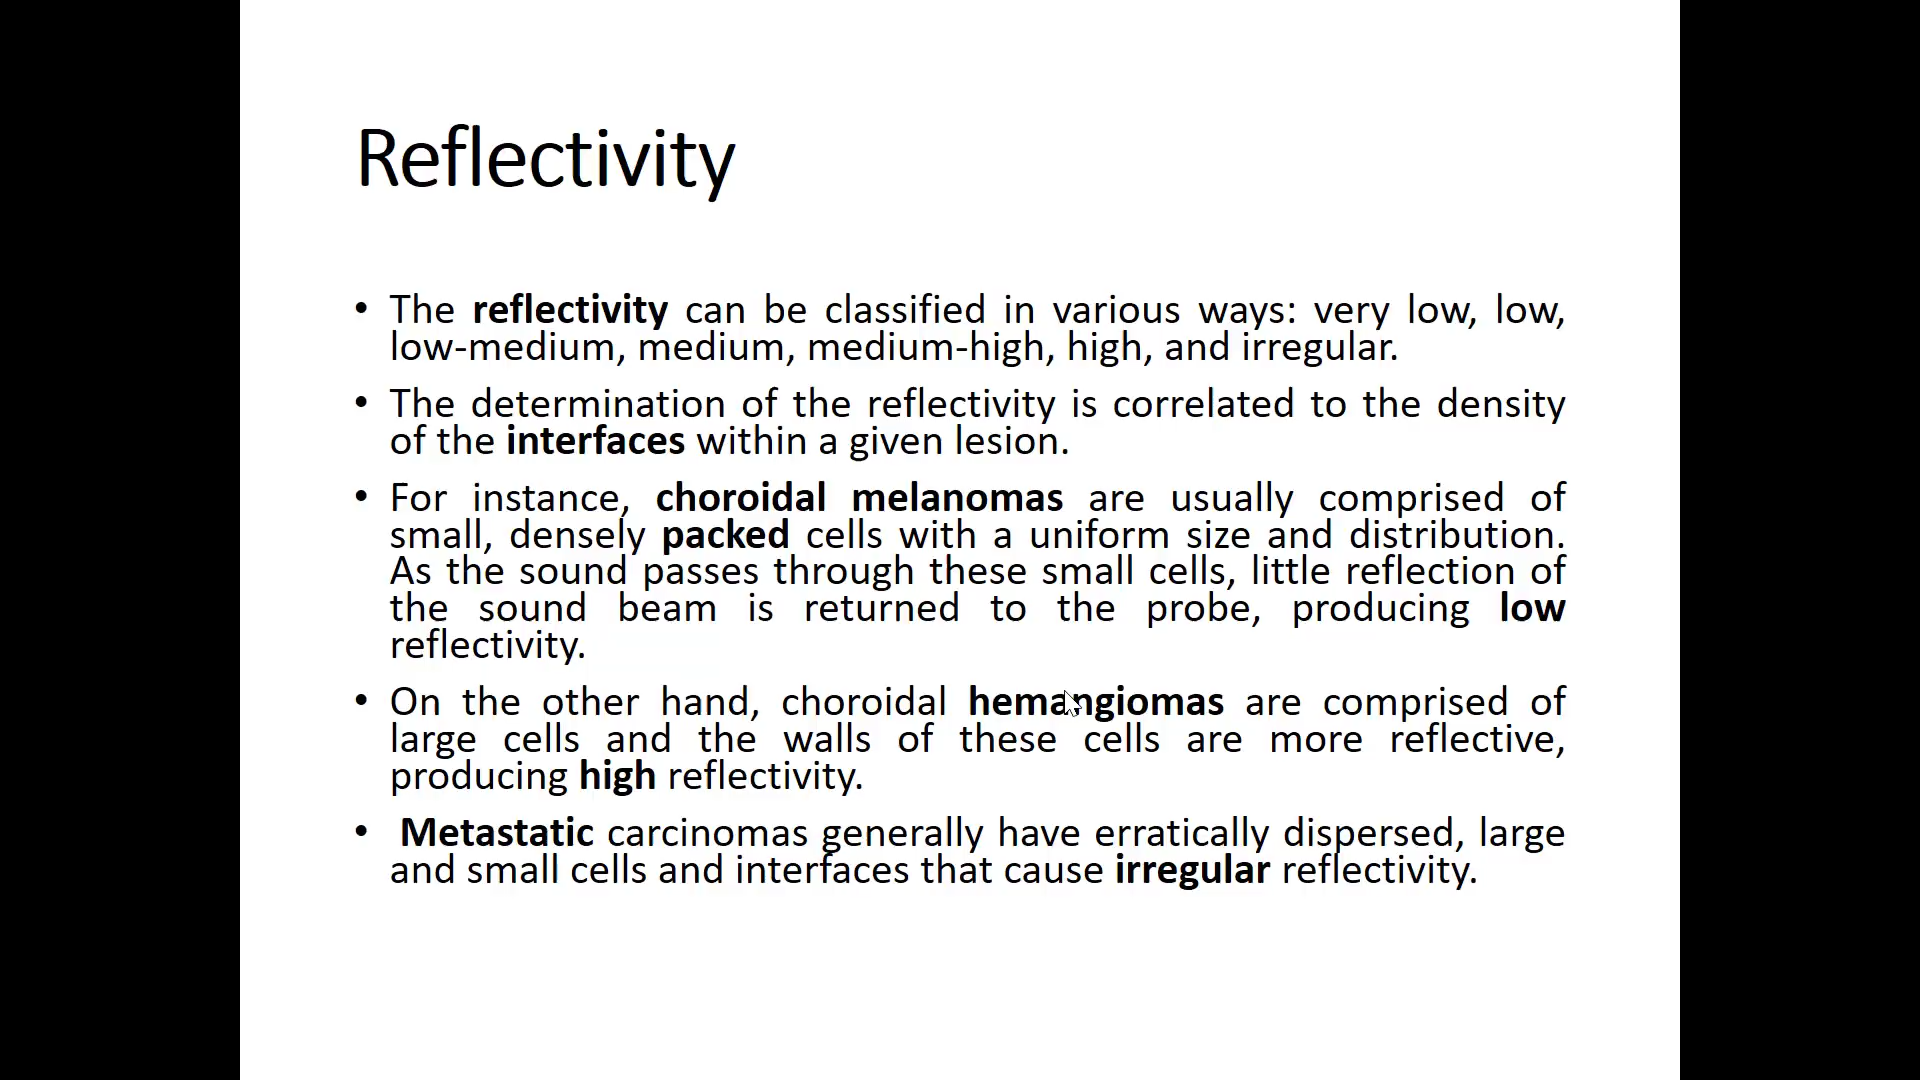 Reflectivity
• The reflectivity can be classified in various ways: very low, low,
low-medium, medium, medium-high, high, and irregular.
• The determination of the reflectivity is correlated to the density
of the interfaces within a given lesion.
• For instance, choroidal melanomas are usually comprised of
small, densely packed cells with a uniform size and distribution.
As the sound passes through these small cells, little reflection of
the sound beam is returned to the probe, producing low
reflectivity.
• On the other hand, choroidal hemangiomas are comprised of
large cells and the walls of these cells are more reflective,
producing high reflectivity.
• Metastatic carcinomas generally have erratically dispersed, large
and small cells and interfaces that cause irregular reflectivity.